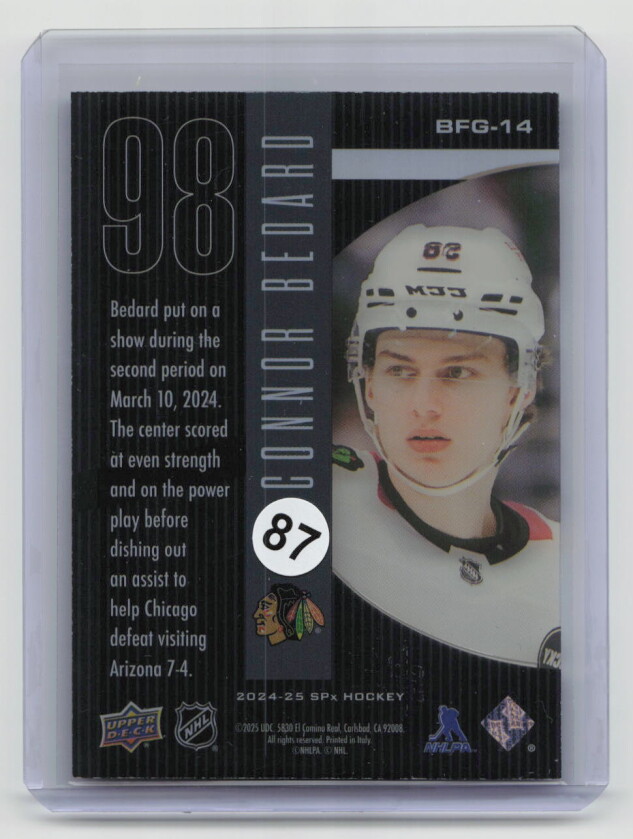 98
BFG-14
CONNOR BEDARD
Bedard put on a
show during the
second period on
March 10, 2024.
The center scored
at even strength
and on the power
play before
dishing out
an assist to
help Chicago
defeat visiting
Arizona 7-4.
87
2024-25 SPx HOCKEY
UPPER
D·E·C·K
NHL
©2025 UDC. 5830 El Camino Real, Carlsbad, CA 92008.
All rights reserved. Printed in Italy.
©NHLPA. © NHL.
NHLPA
®